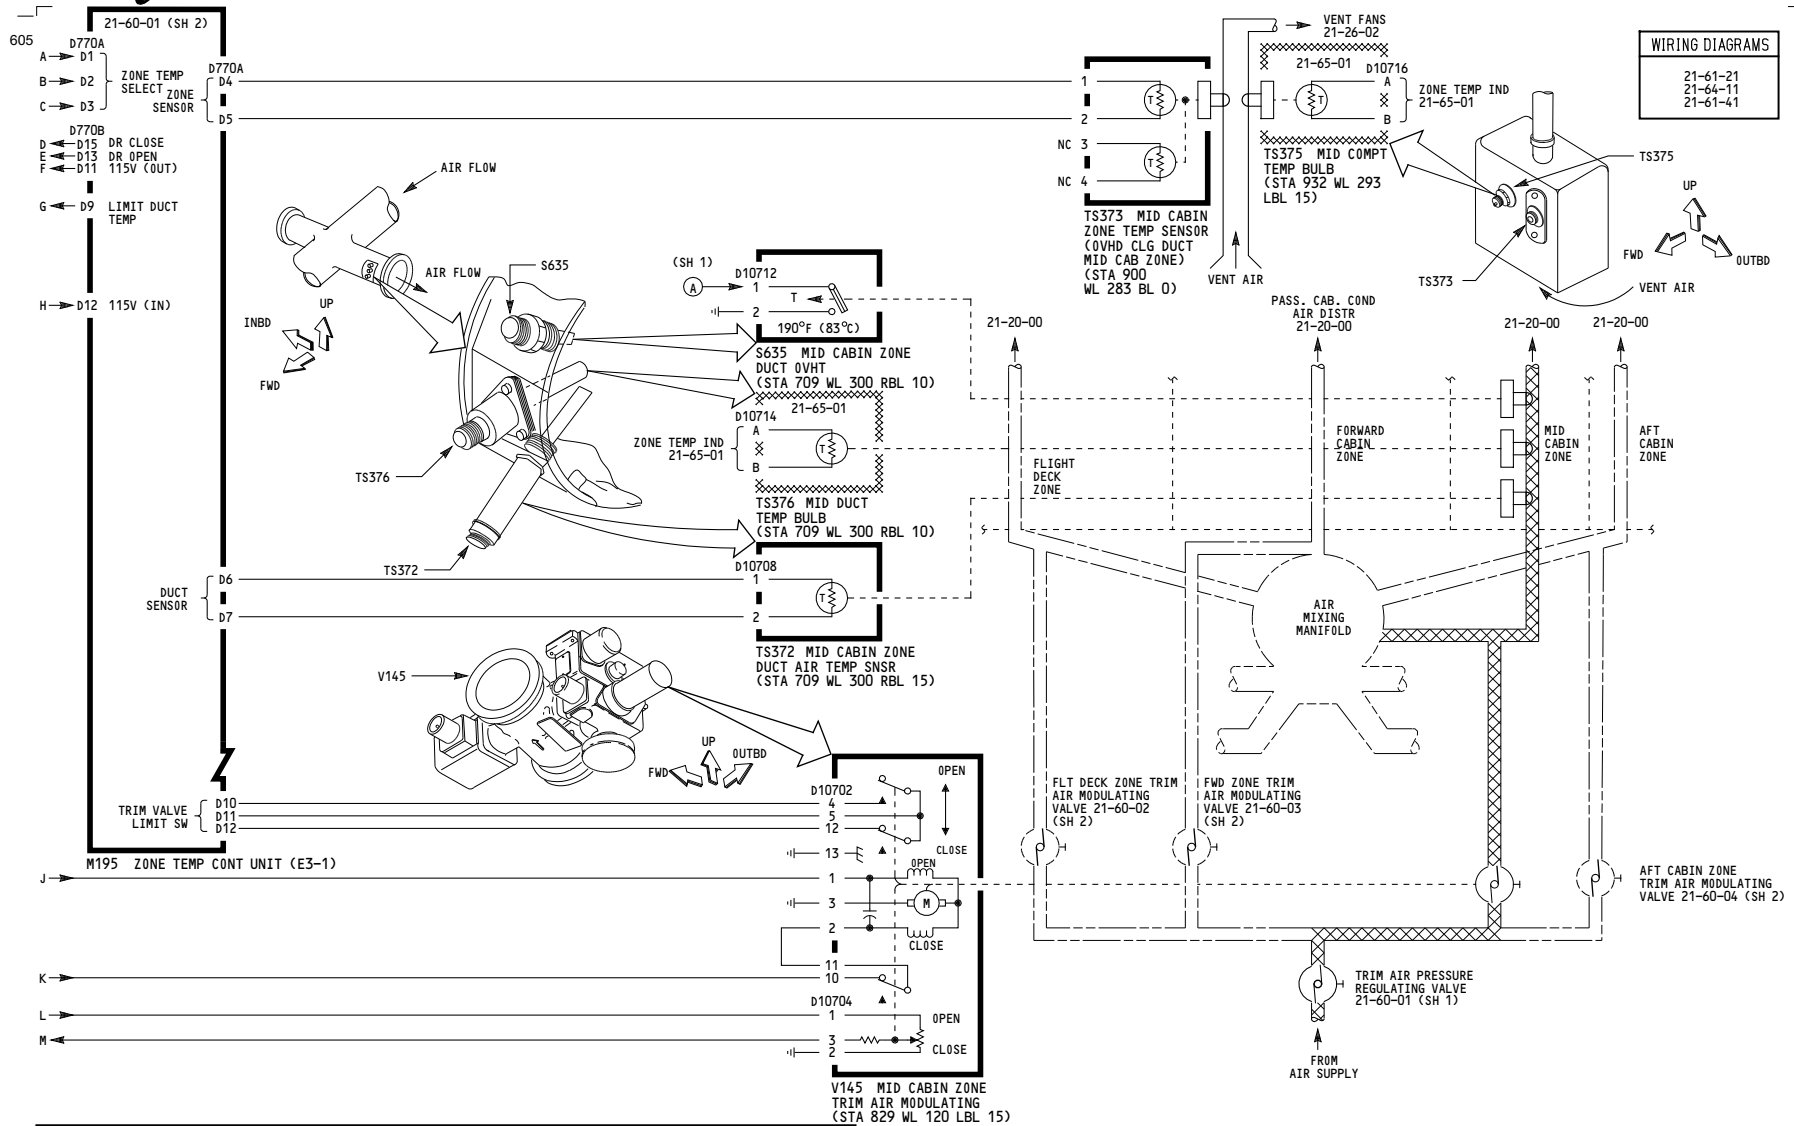 605
21-60-01 (SH 2)
D770A
A D1
B D2
C D3
ZONE TEMP
SELECT
ZONE
SENSOR
D770A
D4
D5
D770B
D D15 DR CLOSE
E D13 DR OPEN
F D11 115V (OUT)
G D9 LIMIT DUCT
TEMP
H D12 115V (IN)
DUCT
SENSOR
D6
D7
TRIM VALVE
LIMIT SW
D10
D11
D12
M195 ZONE TEMP CONT UNIT (E3-1)
J
K
L
M
AIR FLOW
AIR FLOW
S635
UP
INBD
FWD
TS376
TS372
V145
UP
OUTBD
FWD
(SH 1)
A
D10712
1
T
2
190°F (83°C)
S635 MID CABIN ZONE
DUCT OVHT
(STA 709 WL 300 RBL 10)
21-65-01
D10714
A
B
T
ZONE TEMP IND
21-65-01
TS376 MID DUCT
TEMP BULB
(STA 709 WL 300 RBL 10)
D10708
1
2
T
TS372 MID CABIN ZONE
DUCT AIR TEMP SNSR
(STA 709 WL 300 RBL 15)
D10702
4
5
12
13
1
3
2
11
10
D10704
1
3
2
OPEN
CLOSE
OPEN
M
CLOSE
OPEN
CLOSE
V145 MID CABIN ZONE
TRIM AIR MODULATING
(STA 829 WL 120 LBL 15)
1
2
NC 3
NC 4
T
T
TS373 MID CABIN
ZONE TEMP SENSOR
(OVHD CLG DUCT
MID CAB ZONE)
(STA 900
WL 283 BL 0)
VENT FANS
21-26-02
21-65-01
D10716
A
B
T
ZONE TEMP IND
21-65-01
TS375 MID COMPT
TEMP BULB
(STA 932 WL 293
LBL 15)
VENT AIR
WIRING DIAGRAMS
21-61-21
21-64-11
21-61-41
TS375
UP
FWD
OUTBD
TS373
VENT AIR
21-20-00
PASS. CAB. COND
AIR DISTR
21-20-00
21-20-00
21-20-00
FLIGHT
DECK
ZONE
FORWARD
CABIN
ZONE
MID
CABIN
ZONE
AFT
CABIN
ZONE
AIR
MIXING
MANIFOLD
FLT DECK ZONE TRIM
AIR MODULATING
VALVE 21-60-02
(SH 2)
FWD ZONE TRIM
AIR MODULATING
VALVE 21-60-03
(SH 2)
AFT CABIN ZONE
TRIM AIR MODULATING
VALVE 21-60-04 (SH 2)
TRIM AIR PRESSURE
REGULATING VALVE
21-60-01 (SH 1)
FROM
AIR SUPPLY